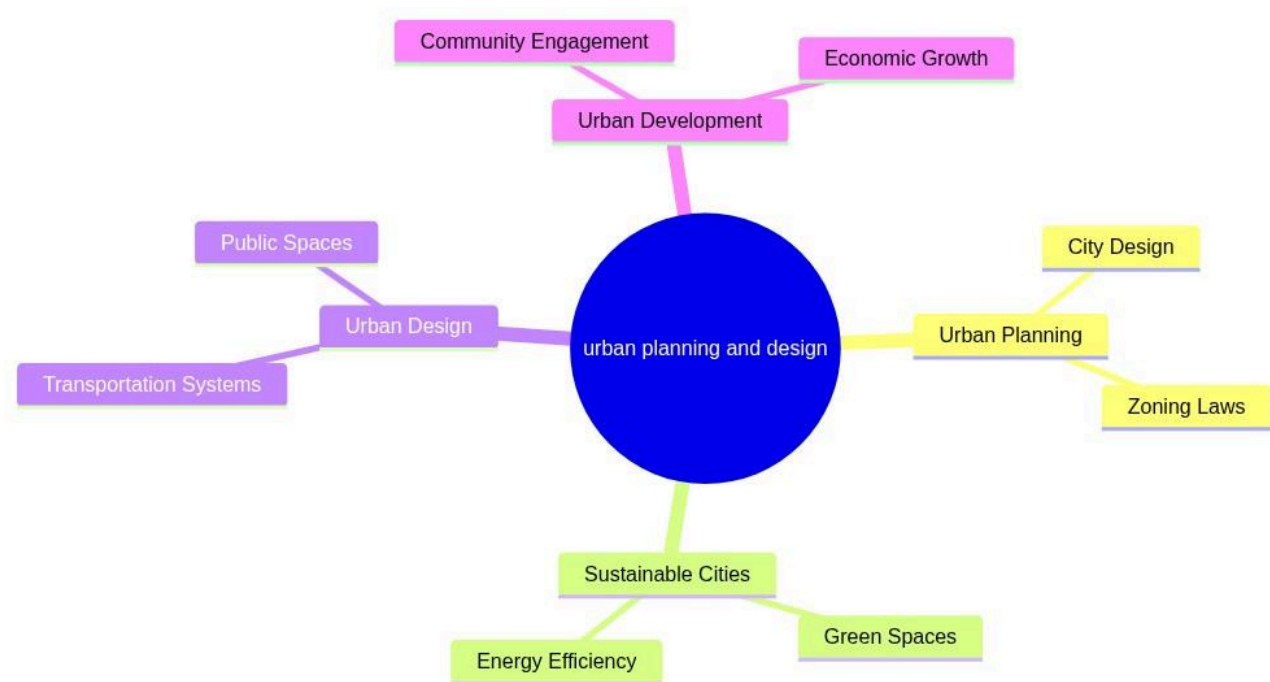 Community Engagement
Economic Growth
Urban Development
Public Spaces
City Design
Urban Design
Urban Planning
urban planning and design
Transportation Systems
Zoning Laws
Sustainable Cities
Green Spaces
Energy Efficiency